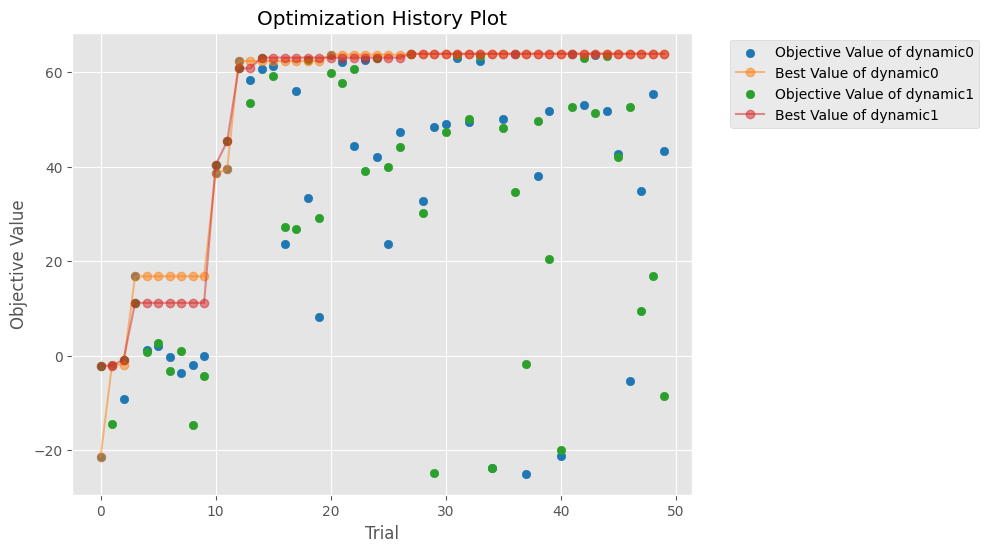 Optimization History Plot
Objective Value
60
40
20
0
−20
0 10 20 30 40 50
Trial
Objective Value of dynamic0
Best Value of dynamic0
Objective Value of dynamic1
Best Value of dynamic1